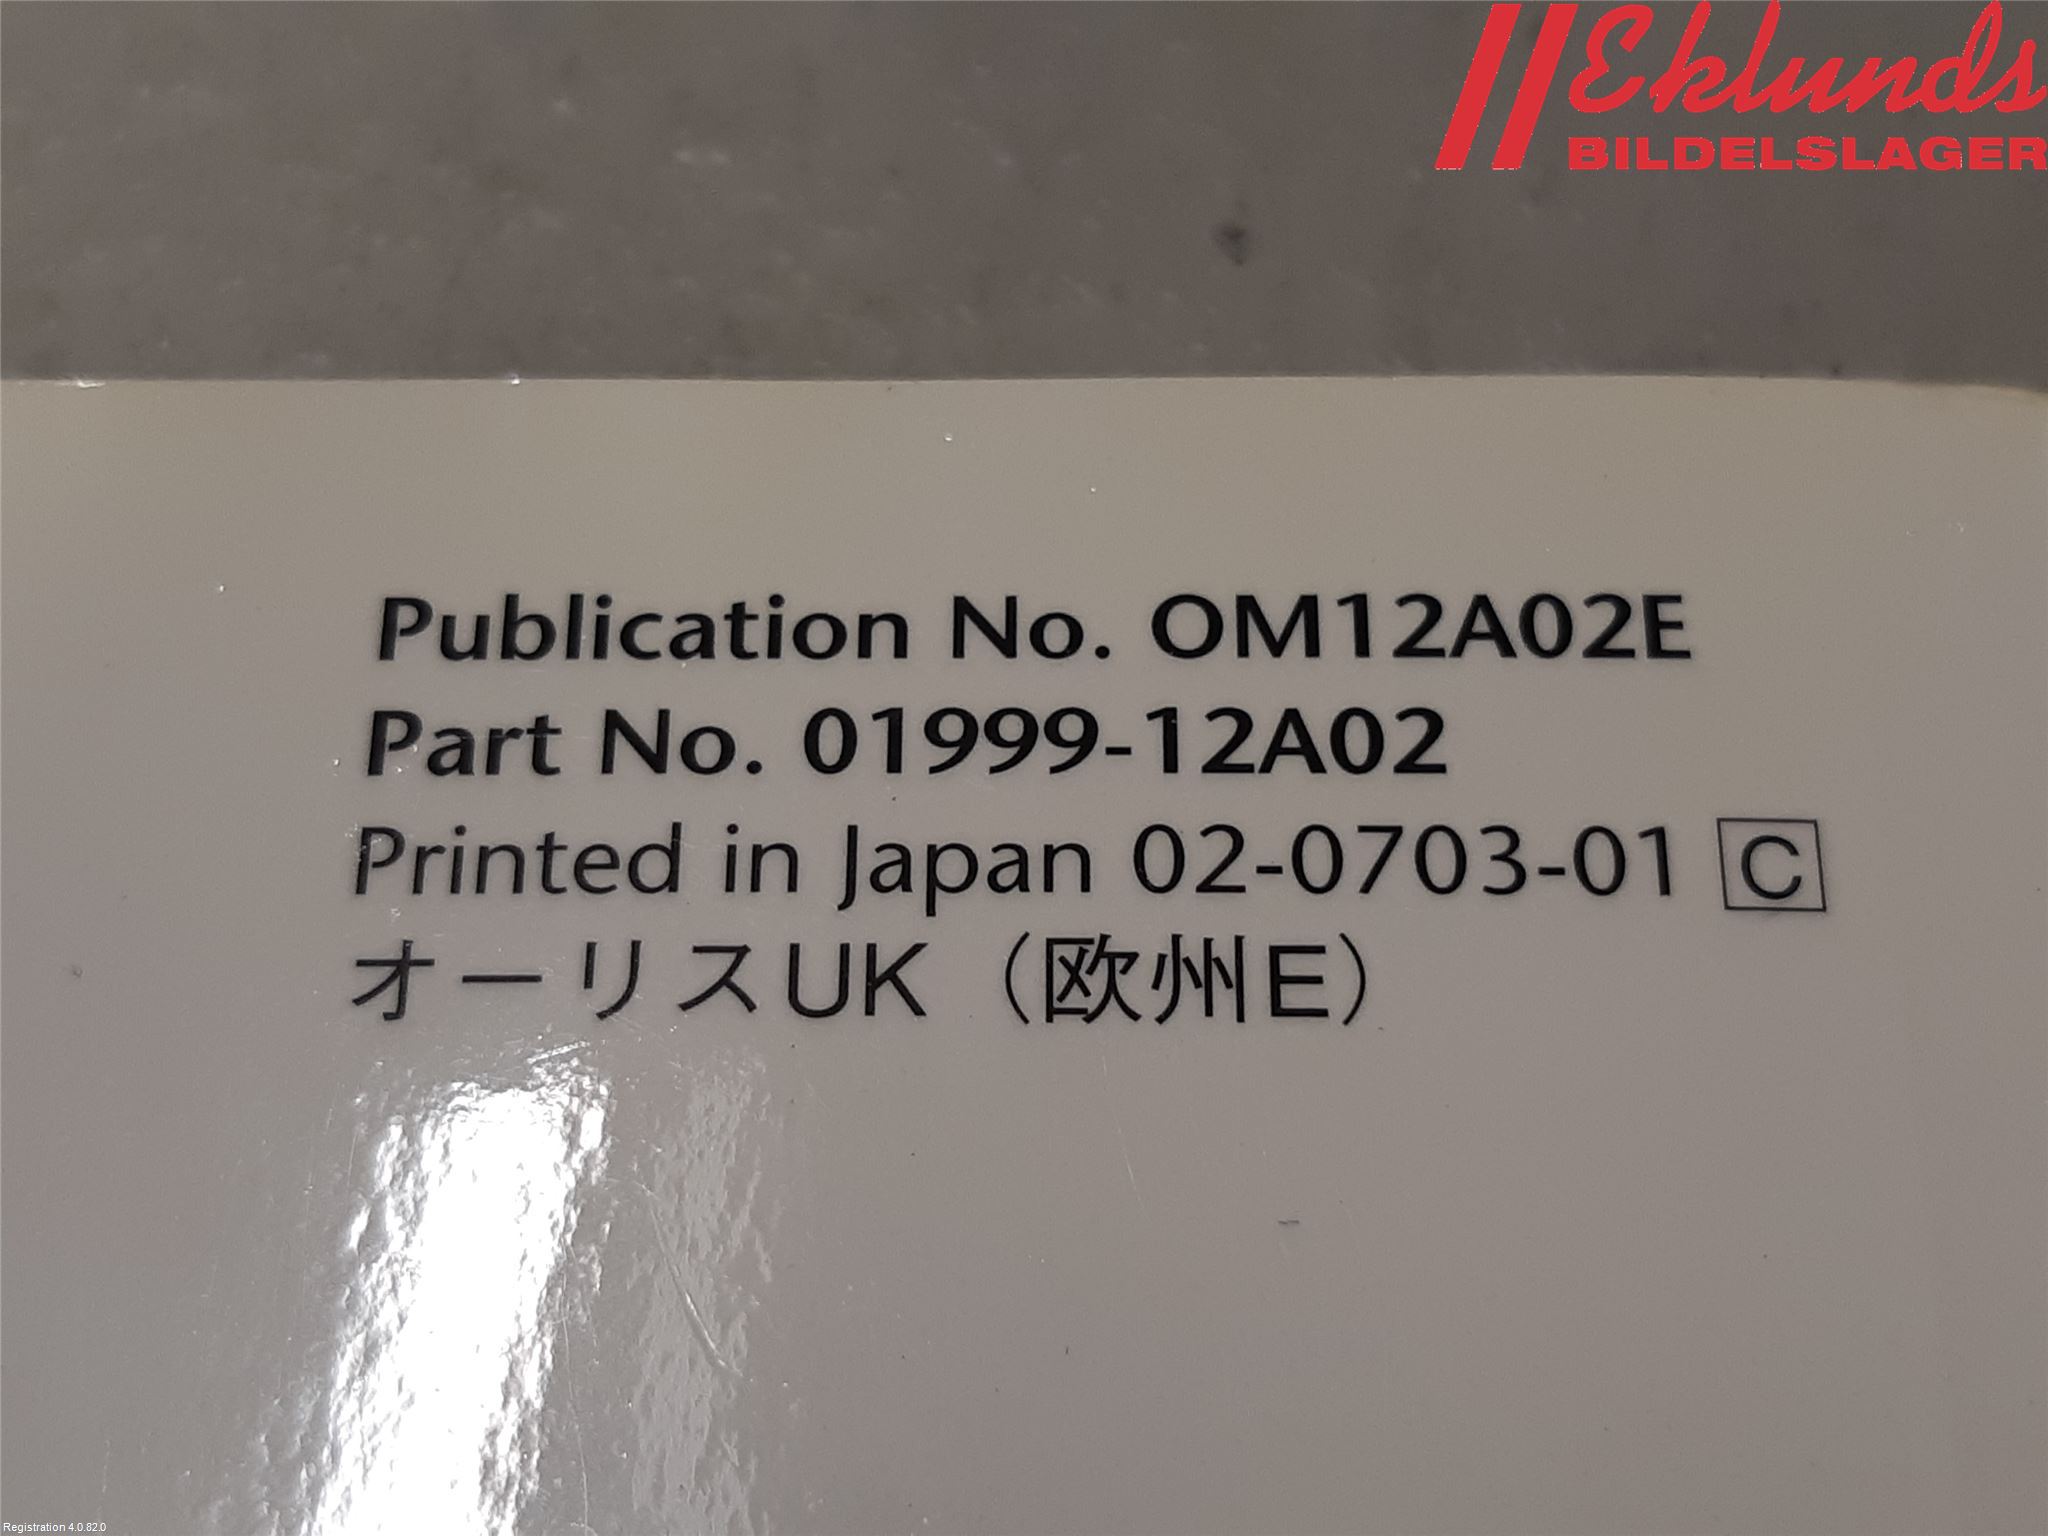 Eklunds
BILDELSLAGER
Publication No. OM12A02E
Part No. 01999-12A02
Printed in Japan 02-0703-01 C
オーリスUK（欧州E）
Registration 4.0.82.0